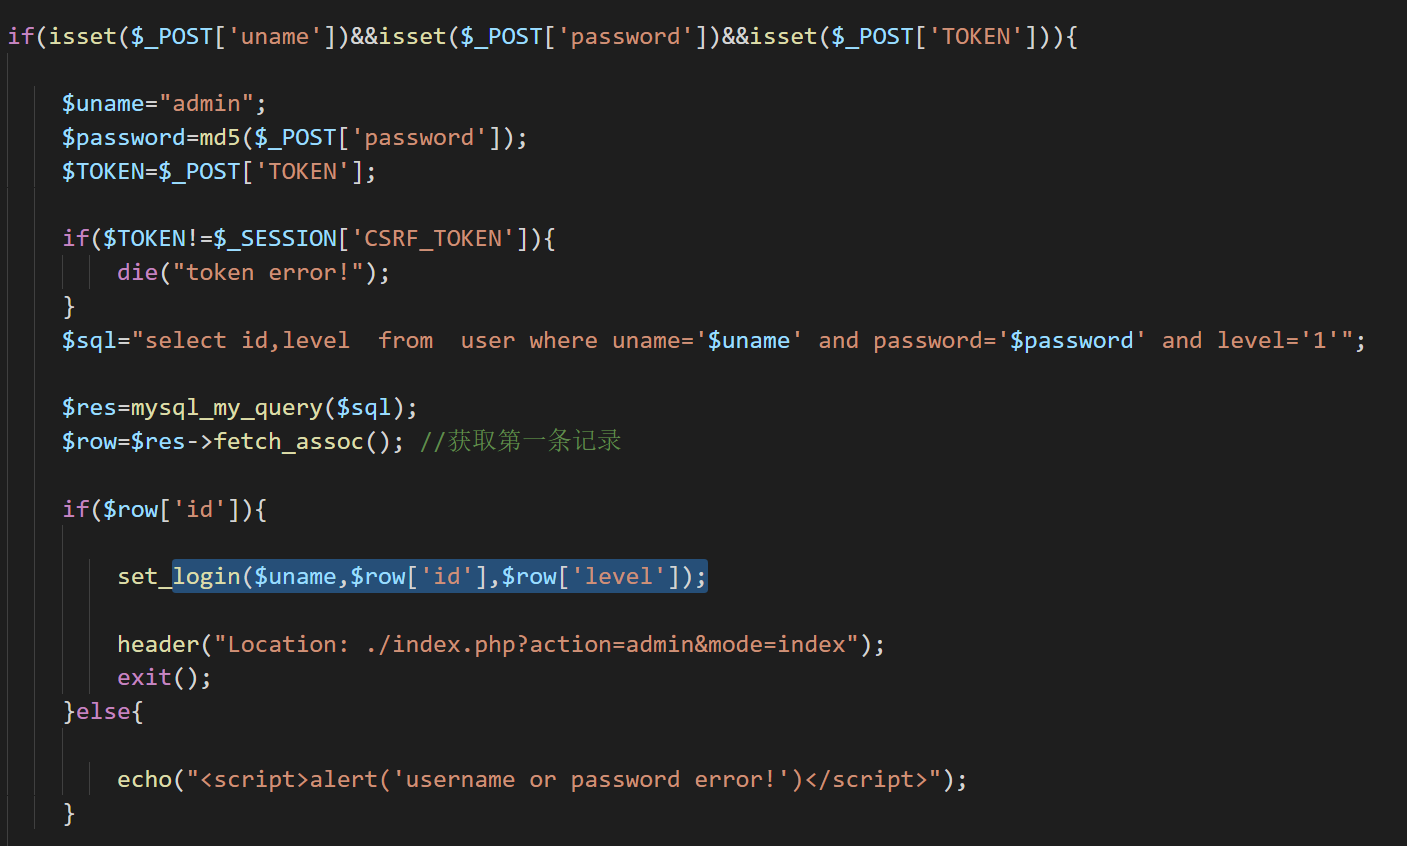 if(isset($_POST['uname'])&&isset($_POST['password'])&&isset($_POST['TOKEN'])){
$uname="admin";
$password=md5($_POST['password']);
$TOKEN=$_POST['TOKEN'];
if($TOKEN!=$_SESSION['CSRF_TOKEN']){
die("token error!");
}
$sql="select id,level  from  user where uname='$uname' and password='$password' and level='1'";
$res=mysql_my_query($sql);
$row=$res->fetch_assoc(); //获取第一条记录
if($row['id']){
set_login($uname,$row['id'],$row['level']);
header("Location: ./index.php?action=admin&mode=index");
exit();
}else{
echo("<script>alert('username or password error!')</script>");
}